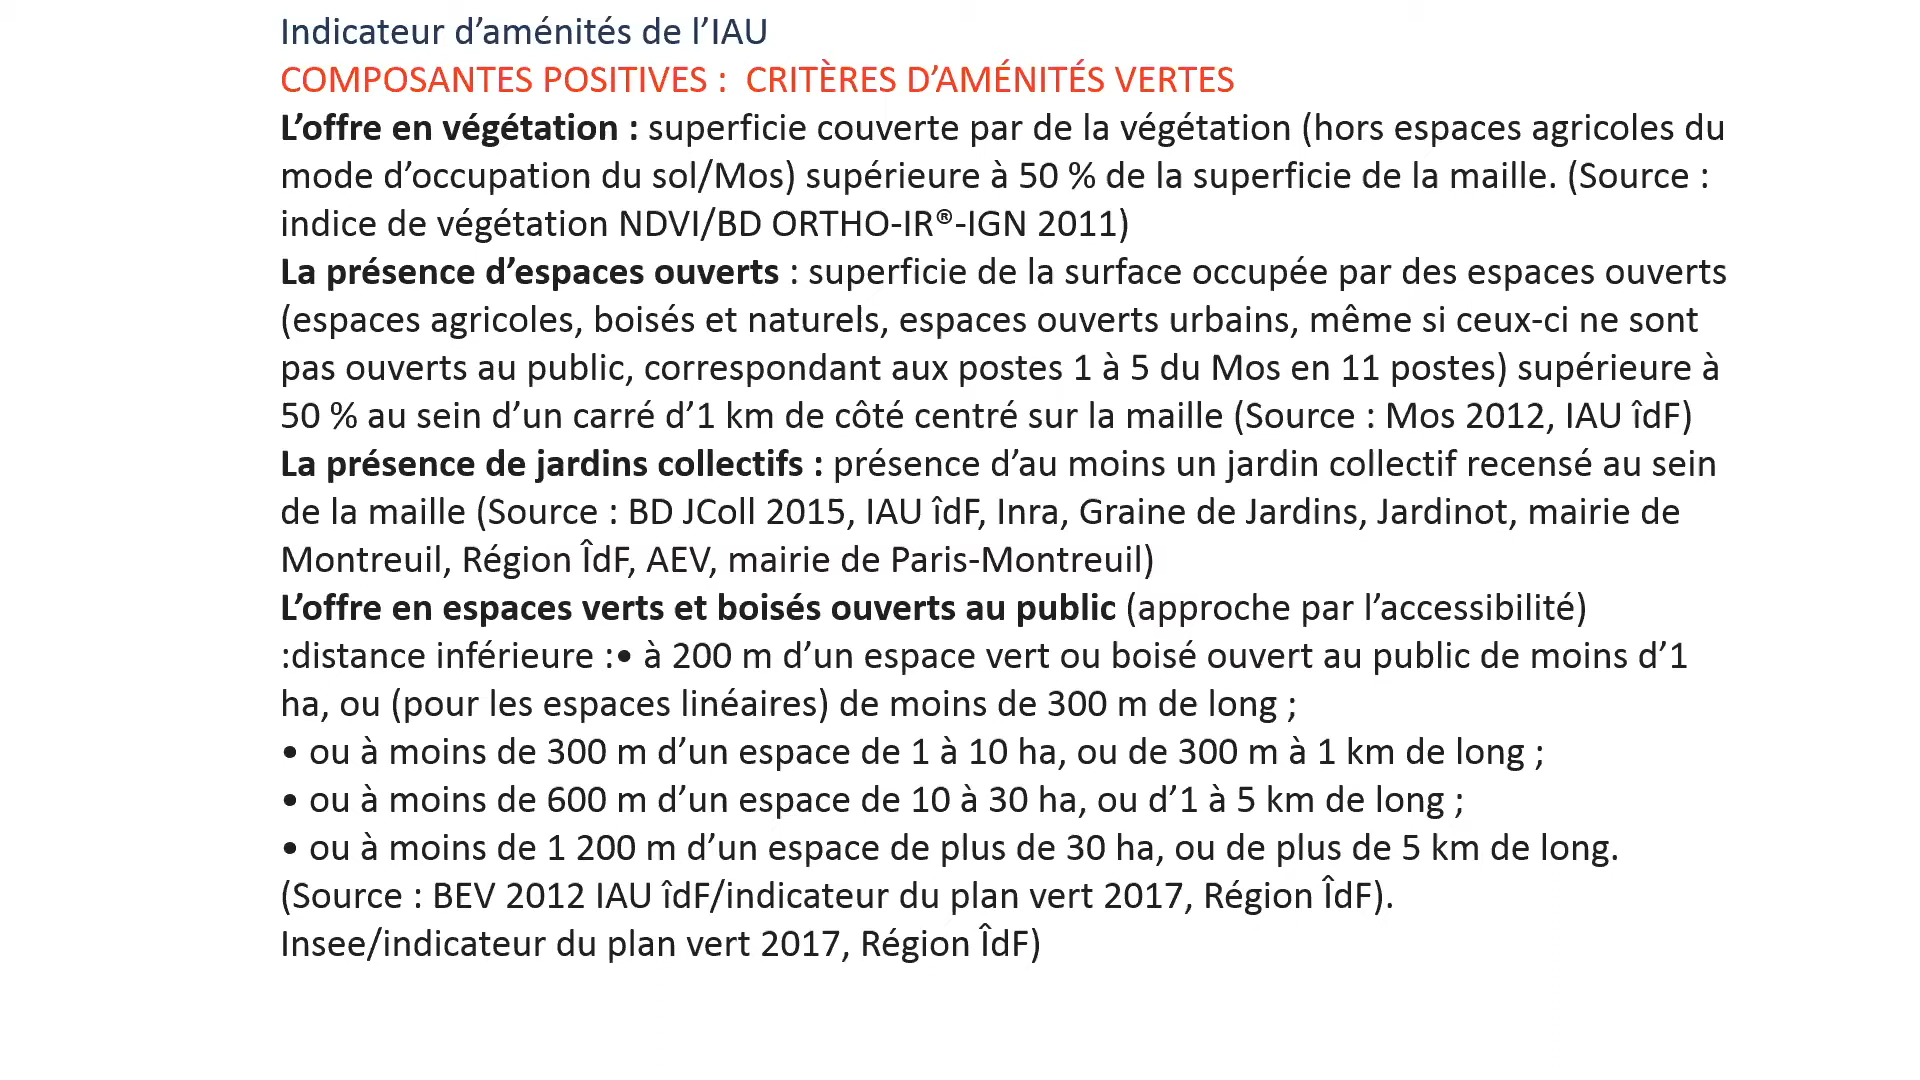 Indicateur d’aménités de l’IAU
COMPOSANTES POSITIVES :  CRITÈRES D’AMÉNITÉS VERTES
L’offre en végétation : superficie couverte par de la végétation (hors espaces agricoles du
mode d’occupation du sol/Mos) supérieure à 50 % de la superficie de la maille. (Source :
indice de végétation NDVI/BD ORTHO-IR®-IGN 2011)
La présence d’espaces ouverts : superficie de la surface occupée par des espaces ouverts
(espaces agricoles, boisés et naturels, espaces ouverts urbains, même si ceux-ci ne sont
pas ouverts au public, correspondant aux postes 1 à 5 du Mos en 11 postes) supérieure à
50 % au sein d’un carré d’1 km de côté centré sur la maille (Source : Mos 2012, IAU îdF)
La présence de jardins collectifs : présence d’au moins un jardin collectif recensé au sein
de la maille (Source : BD JColl 2015, IAU îdF, Inra, Graine de Jardins, Jardinot, mairie de
Montreuil, Région ÎdF, AEV, mairie de Paris-Montreuil)
L’offre en espaces verts et boisés ouverts au public (approche par l’accessibilité)
:distance inférieure :• à 200 m d’un espace vert ou boisé ouvert au public de moins d’1
ha, ou (pour les espaces linéaires) de moins de 300 m de long ;
• ou à moins de 300 m d’un espace de 1 à 10 ha, ou de 300 m à 1 km de long ;
• ou à moins de 600 m d’un espace de 10 à 30 ha, ou d’1 à 5 km de long ;
• ou à moins de 1 200 m d’un espace de plus de 30 ha, ou de plus de 5 km de long.
(Source : BEV 2012 IAU îdF/indicateur du plan vert 2017, Région ÎdF).
Insee/indicateur du plan vert 2017, Région ÎdF)